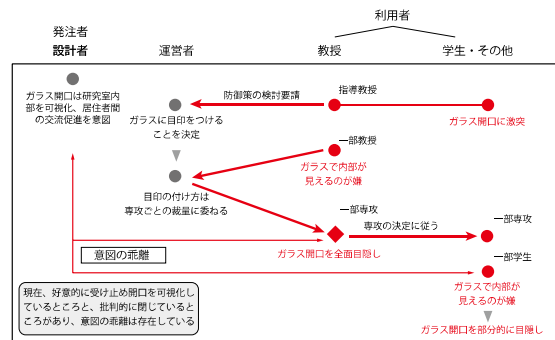 利用者
発注者
設計者
運営者
教授
学生・その他
ガラス開口は研究室内
部を可視化、居住者間
の交流促進を意図
防御策の検討要請
指導教授
ガラスに目印をつける
ことを決定
ガラス開口に激突
一部教授
ガラスで内部が
見えるのが嫌
目印の付け方は
専攻ごとの裁量に委ねる
一部専攻
専攻の決定に従う
一部専攻
意図の乖離
ガラス開口を全面目隠し
一部学生
ガラスで内部が
見えるのが嫌
現在、好意的に受け止め開口を可視化し
ているところと、批判的に閉じているとこ
ろがあり、意図の乖離は存在している
ガラス開口を部分的に目隠し